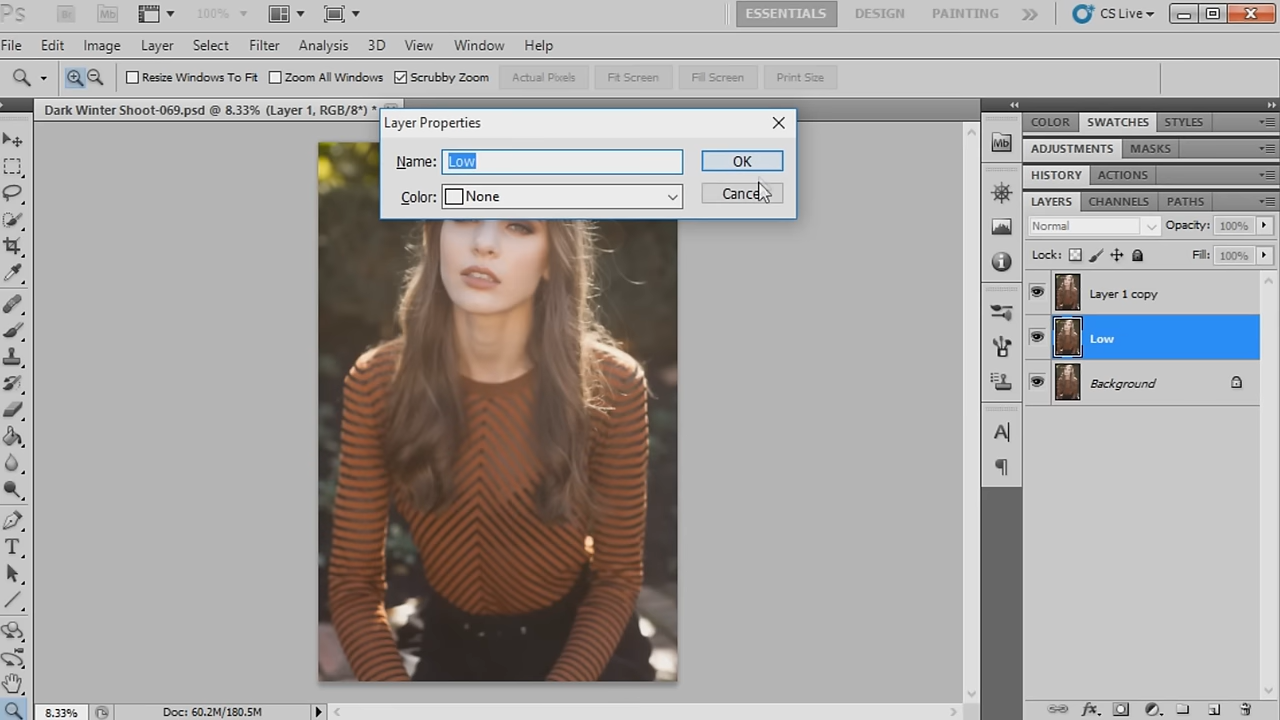 Ps Br Mb 100% ESSENTIALS DESIGN PAINTING CS Live
File Edit Image Layer Select Filter Analysis 3D View Window Help
Resize Windows To Fit Zoom All Windows Scrubby Zoom Actual Pixels Fit Screen Fill Screen Print Size
Dark Winter Shoot-069.psd @ 8.33% (Layer 1, RGB/8*) *
Layer Properties
Name: Low OK
Color: None Cancel
Mb
COLOR SWATCHES STYLES
ADJUSTMENTS MASKS
HISTORY ACTIONS
LAYERS CHANNELS PATHS
Normal Opacity: 100%
Lock: Fill: 100%
Layer 1 copy
Low
Background
8.33% Doc: 60.2M/180.5M